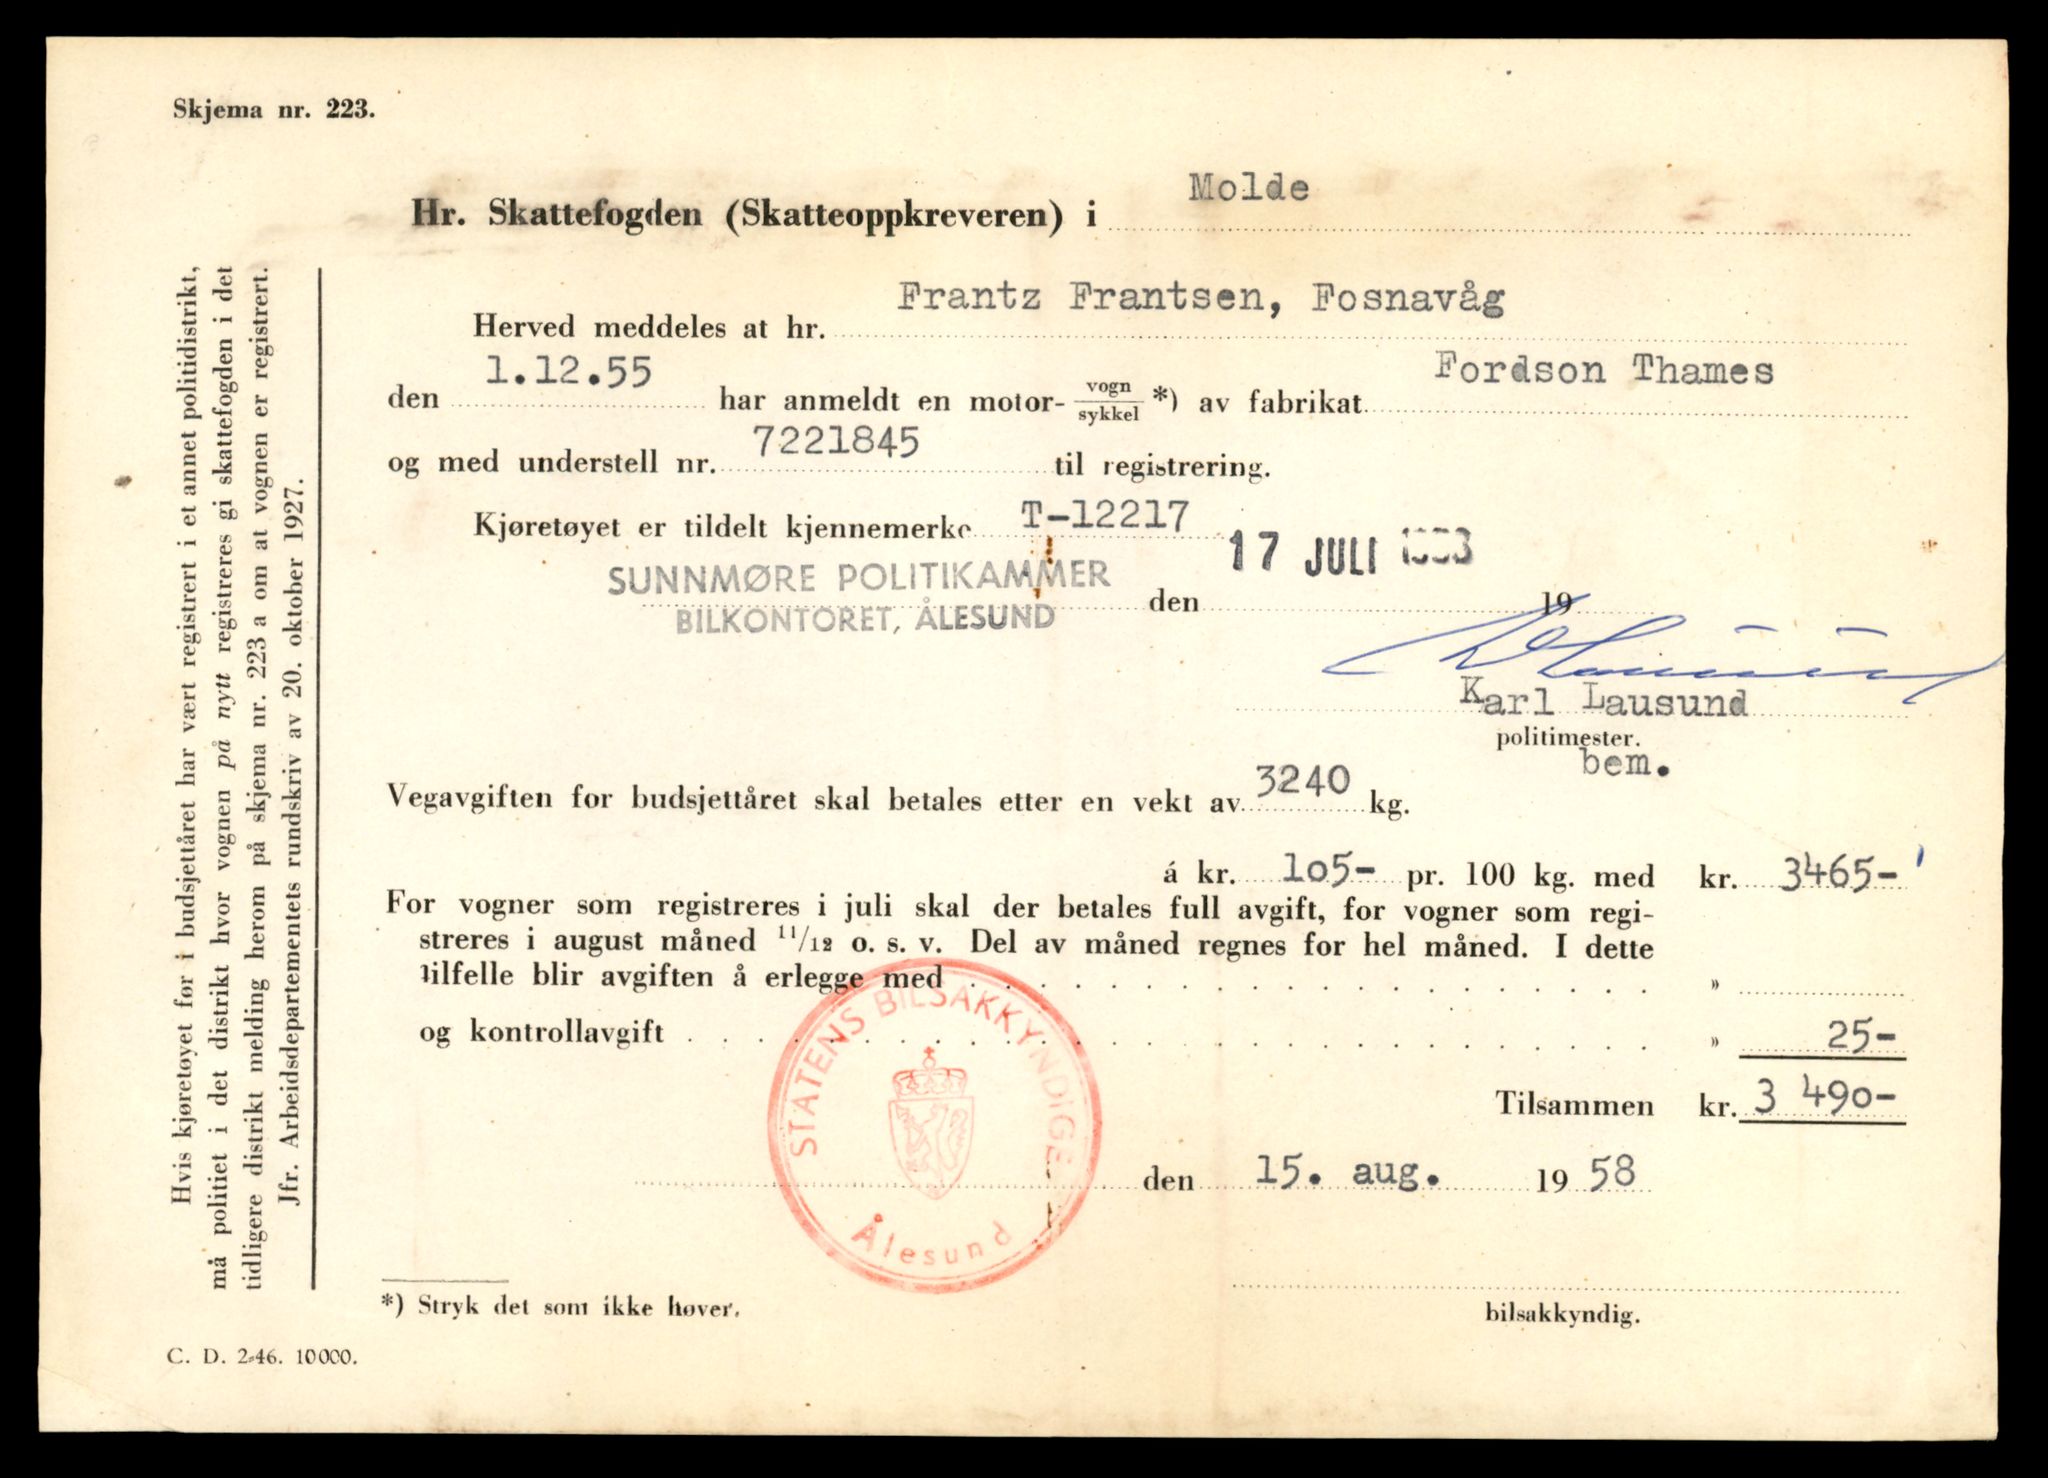 Skjema nr. 223.
Hr. Skattefogden (Skatteoppkreveren) i Molde
Herved meddeles at hr. Frantz Frantsen, Fosnavåg
den 1.12.55 har anmeldt en motor- vogn/sykkel *) av fabrikat Fordson Thames
og med understell nr. 7221845 til registrering.
Kjøretøyet er tildelt kjennemerke T-12217
SUNNMØRE POLITIKAMMER
BILKONTORET, ÅLESUND
den 17 JULI 19
Karl Lausund
politimester.
bem.
Vegavgiften for budsjettåret skal betales etter en vekt av 3240 kg.
á kr. 105- pr. 100 kg. med kr. 3465-
For vogner som registreres i juli skal der betales full avgift, for vogner som regi-
streres i august måned 11/12 o. s. v. Del av måned regnes for hel måned. I dette
tilfelle blir avgiften å erlegge med . . . . . . . . . . »
og kontrollavgift . . . . . . . . . . » 25-
Tilsammen kr. 3 490-
STATENS BILSAKKYNDIGE
Ålesund
den 15. aug. 1958
bilsakkyndig.
*) Stryk det som ikke høver.
C. D. 2-46. 10000.
Hvis kjøretøyet før i budsjettåret har vært registrert i et annet politidistrikt,
må politiet i det distrikt hvor vognen på nytt registreres gi skattefogden i det
tidligere distrikt melding herom på skjema nr. 223 a om at vognen er registrert.
Jfr. Arbeidsdepartementets rundskriv av 20. oktober 1927.